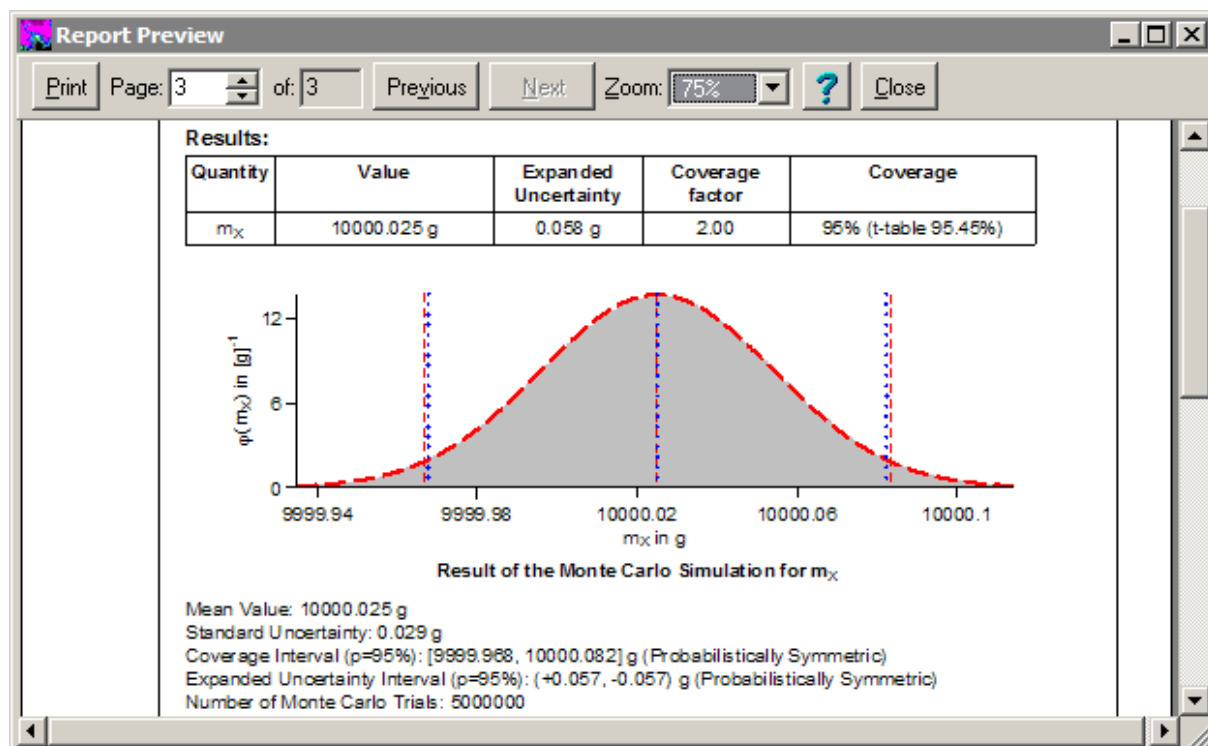 Report Preview
Print Page: 3 of: 3 Previous Next Zoom: 75% ? Close
Results:
Quantity Value Expanded Uncertainty Coverage factor Coverage
mX 10000.025 g 0.058 g 2.00 95% (t-table 95.45%)
φ(mX) in [g]-1
12
6
0
9999.94 9999.98 10000.02 10000.06 10000.1
mX in g
Result of the Monte Carlo Simulation for mX
Mean Value: 10000.025 g
Standard Uncertainty: 0.029 g
Coverage Interval (p=95%): [9999.968, 10000.082] g (Probabilistically Symmetric)
Expanded Uncertainty Interval (p=95%): (+0.057, -0.057) g (Probabilistically Symmetric)
Number of Monte Carlo Trials: 5000000